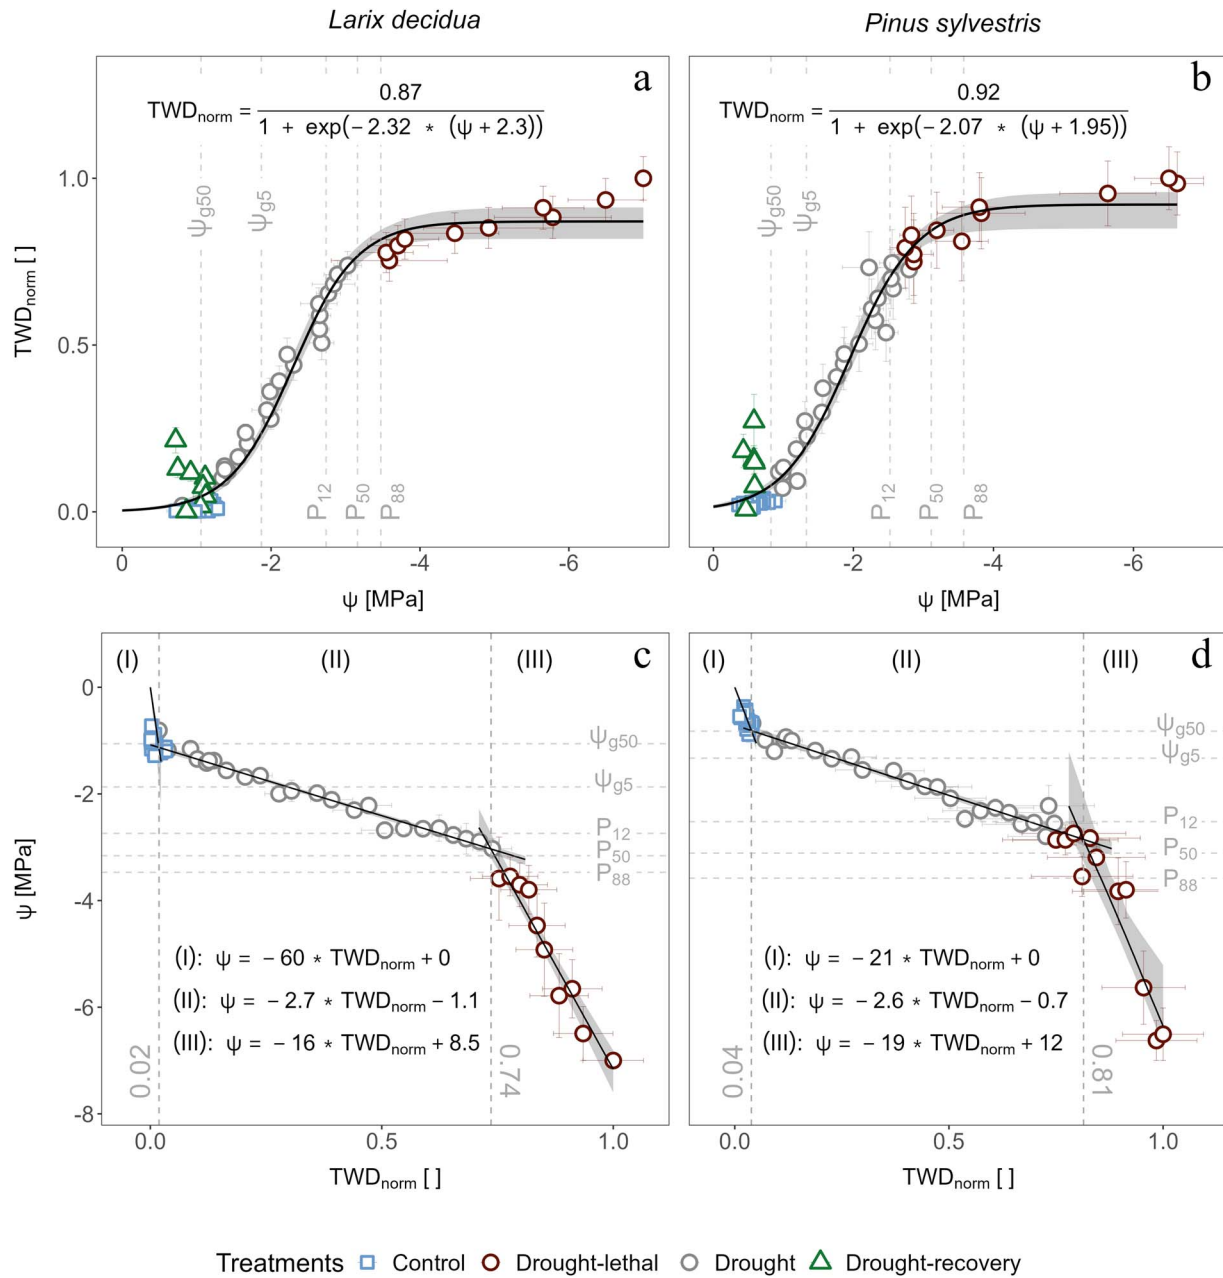 Larix decidua
Pinus sylvestris
a
TWDnorm = 0.87 / 1 + exp(− 2.32 * (ψ + 2.3))
ψg50
ψg5
P12
P50
P88
1.0
0.5
0.0
TWDnorm [ ]
0
-2
-4
-6
ψ [MPa]
b
TWDnorm = 0.92 / 1 + exp(− 2.07 * (ψ + 1.95))
ψg50
ψg5
P12
P50
P88
0
-2
-4
-6
ψ [MPa]
(I)
(II)
(III)
c
0
-2
-4
-6
-8
ψ [MPa]
ψg50
ψg5
P12
P50
P88
(I): ψ = − 60 * TWDnorm + 0
(II): ψ = − 2.7 * TWDnorm − 1.1
(III): ψ = − 16 * TWDnorm + 8.5
0.02
0.74
0.0
0.5
1.0
TWDnorm [ ]
(I)
(II)
(III)
d
ψg50
ψg5
P12
P50
P88
(I): ψ = − 21 * TWDnorm + 0
(II): ψ = − 2.6 * TWDnorm − 0.7
(III): ψ = − 19 * TWDnorm + 12
0.04
0.81
0.0
0.5
1.0
TWDnorm [ ]
Treatments Control Drought-lethal Drought Drought-recovery